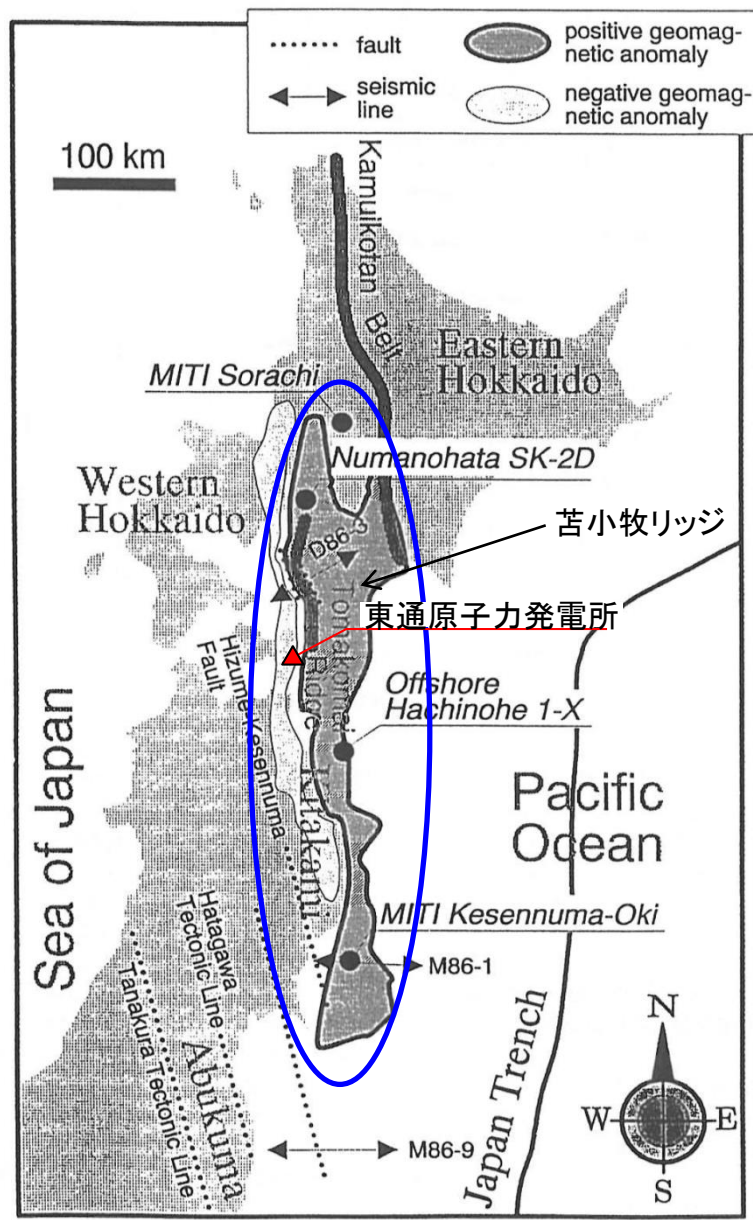 fault
seismic
line
positive geomag-
netic anomaly
negative geomag-
netic anomaly
100 km
Kamuikotan
Belt
Eastern
Hokkaido
MITI Sorachi
Numanohata SK-2D
Western
Hokkaido
D86-3
苫小牧リッジ
Tomakomai
Ridge
東通原子力発電所
Hizume-Kesennuma
Fault
Offshore
Hachinohe 1-X
Sea of Japan
Pacific
Ocean
Kitakami
MITI Kesennuma-Oki
M86-1
Hatagawa
Tectonic Line
Tanakura Tectonic Line
Abukuma
Japan Trench
M86-9
N
W
E
S